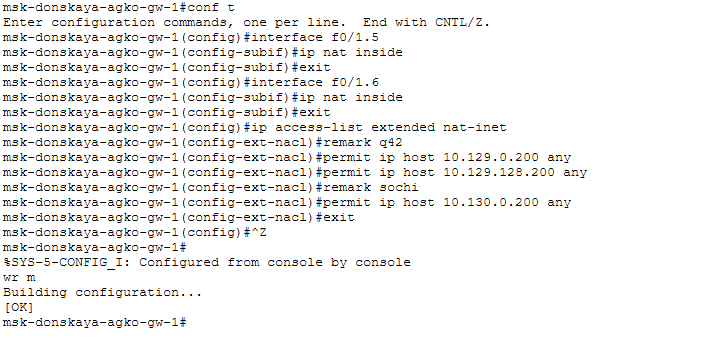 msk-donskaya-agko-gw-1#conf t
Enter configuration commands, one per line.  End with CNTL/Z.
msk-donskaya-agko-gw-1(config)#interface f0/1.5
msk-donskaya-agko-gw-1(config-subif)#ip nat inside
msk-donskaya-agko-gw-1(config-subif)#exit
msk-donskaya-agko-gw-1(config)#interface f0/1.6
msk-donskaya-agko-gw-1(config-subif)#ip nat inside
msk-donskaya-agko-gw-1(config-subif)#exit
msk-donskaya-agko-gw-1(config)#ip access-list extended nat-inet
msk-donskaya-agko-gw-1(config-ext-nacl)#remark q42
msk-donskaya-agko-gw-1(config-ext-nacl)#permit ip host 10.129.0.200 any
msk-donskaya-agko-gw-1(config-ext-nacl)#permit ip host 10.129.128.200 any
msk-donskaya-agko-gw-1(config-ext-nacl)#remark sochi
msk-donskaya-agko-gw-1(config-ext-nacl)#permit ip host 10.130.0.200 any
msk-donskaya-agko-gw-1(config-ext-nacl)#exit
msk-donskaya-agko-gw-1(config)#^Z
msk-donskaya-agko-gw-1#
%SYS-5-CONFIG_I: Configured from console by console
wr m
Building configuration...
[OK]
msk-donskaya-agko-gw-1#